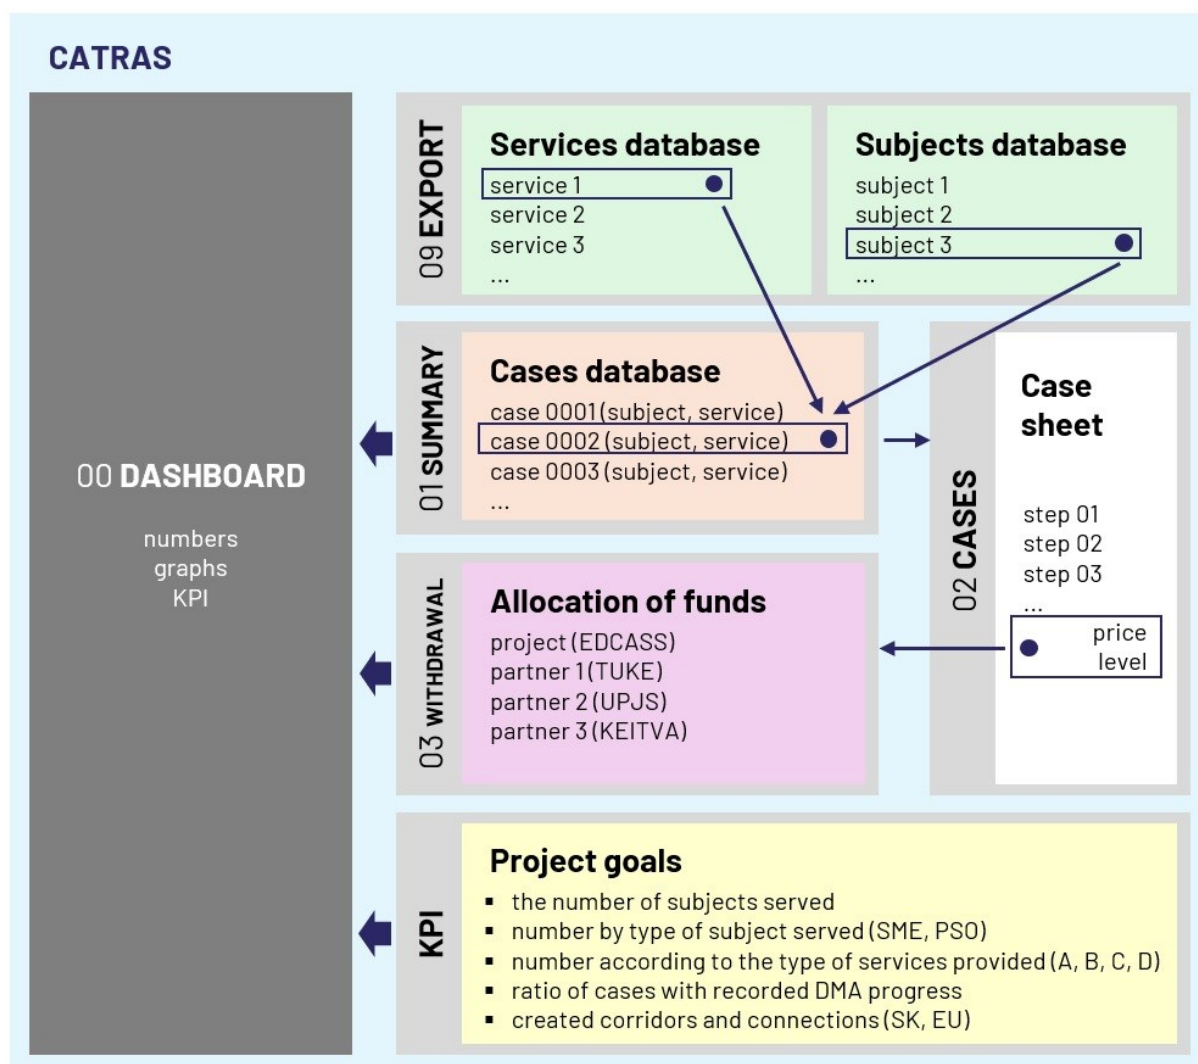 CATRAS
00 DASHBOARD
numbers
graphs
KPI
09 EXPORT
Services database
service 1
service 2
service 3
...
Subjects database
subject 1
subject 2
subject 3
...
01 SUMMARY
Cases database
case 0001 (subject, service)
case 0002 (subject, service)
case 0003 (subject, service)
...
02 CASES
Case
sheet
step 01
step 02
step 03
...
price
level
03 WITHDRAWAL
Allocation of funds
project (EDCASS)
partner 1 (TUKE)
partner 2 (UPJS)
partner 3 (KEITVA)
KPI
Project goals
▪ the number of subjects served
▪ number by type of subject served (SME, PSO)
▪ number according to the type of services provided (A, B, C, D)
▪ ratio of cases with recorded DMA progress
▪ created corridors and connections (SK, EU)